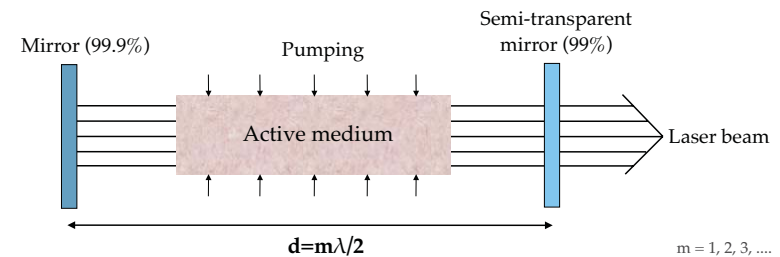 Semi-transparent
mirror (99%)
Mirror (99.9%)
Pumping
Active medium
Laser beam
d=mλ/2
m = 1, 2, 3, ....